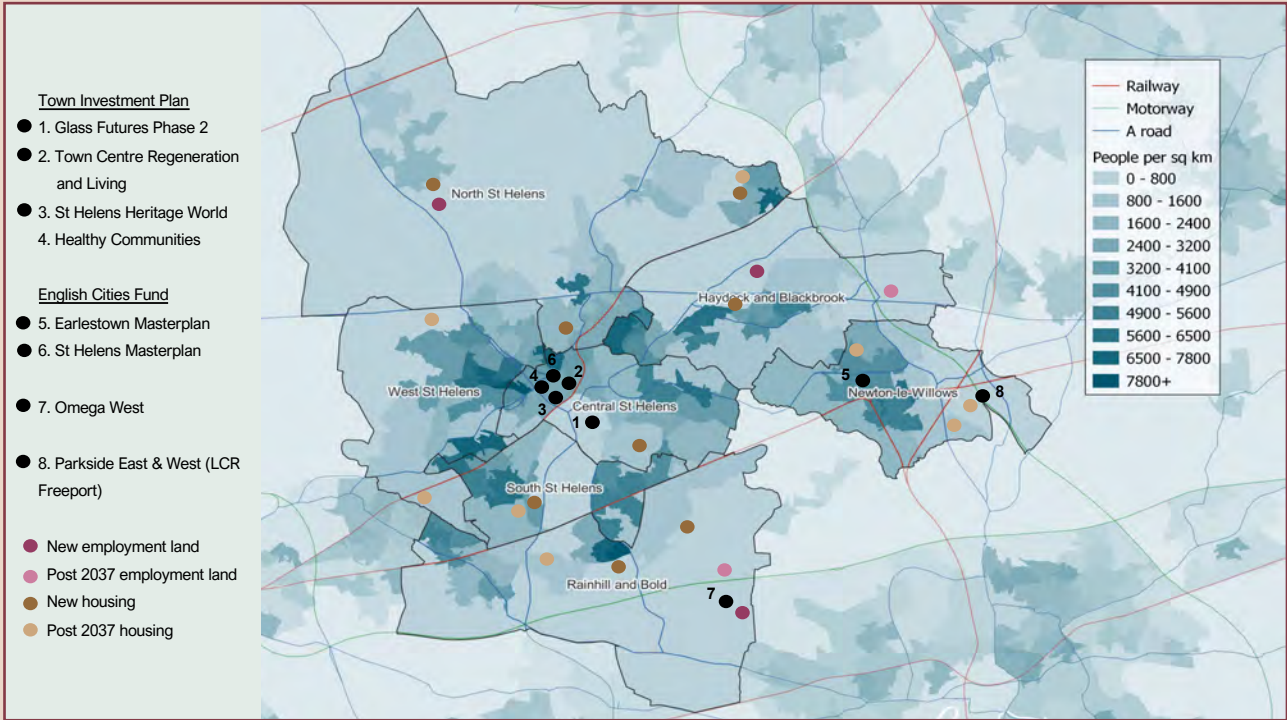 Town Investment Plan
1. Glass Futures Phase 2
2. Town Centre Regeneration
and Living
3. St Helens Heritage World
4. Healthy Communities
English Cities Fund
5. Earlestown Masterplan
6. St Helens Masterplan
7. Omega West
8. Parkside East & West (LCR
Freeport)
New employment land
Post 2037 employment land
New housing
Post 2037 housing
Railway
Motorway
A road
People per sq km
0 - 800
800 - 1600
1600 - 2400
2400 - 3200
3200 - 4100
4100 - 4900
4900 - 5600
5600 - 6500
6500 - 7800
7800+
North St Helens
Haydock and Blackbrook
6
4
2
5
West St Helens
Newton-le-Willows
8
3
Central St Helens
1
South St Helens
Rainhill and Bold
7